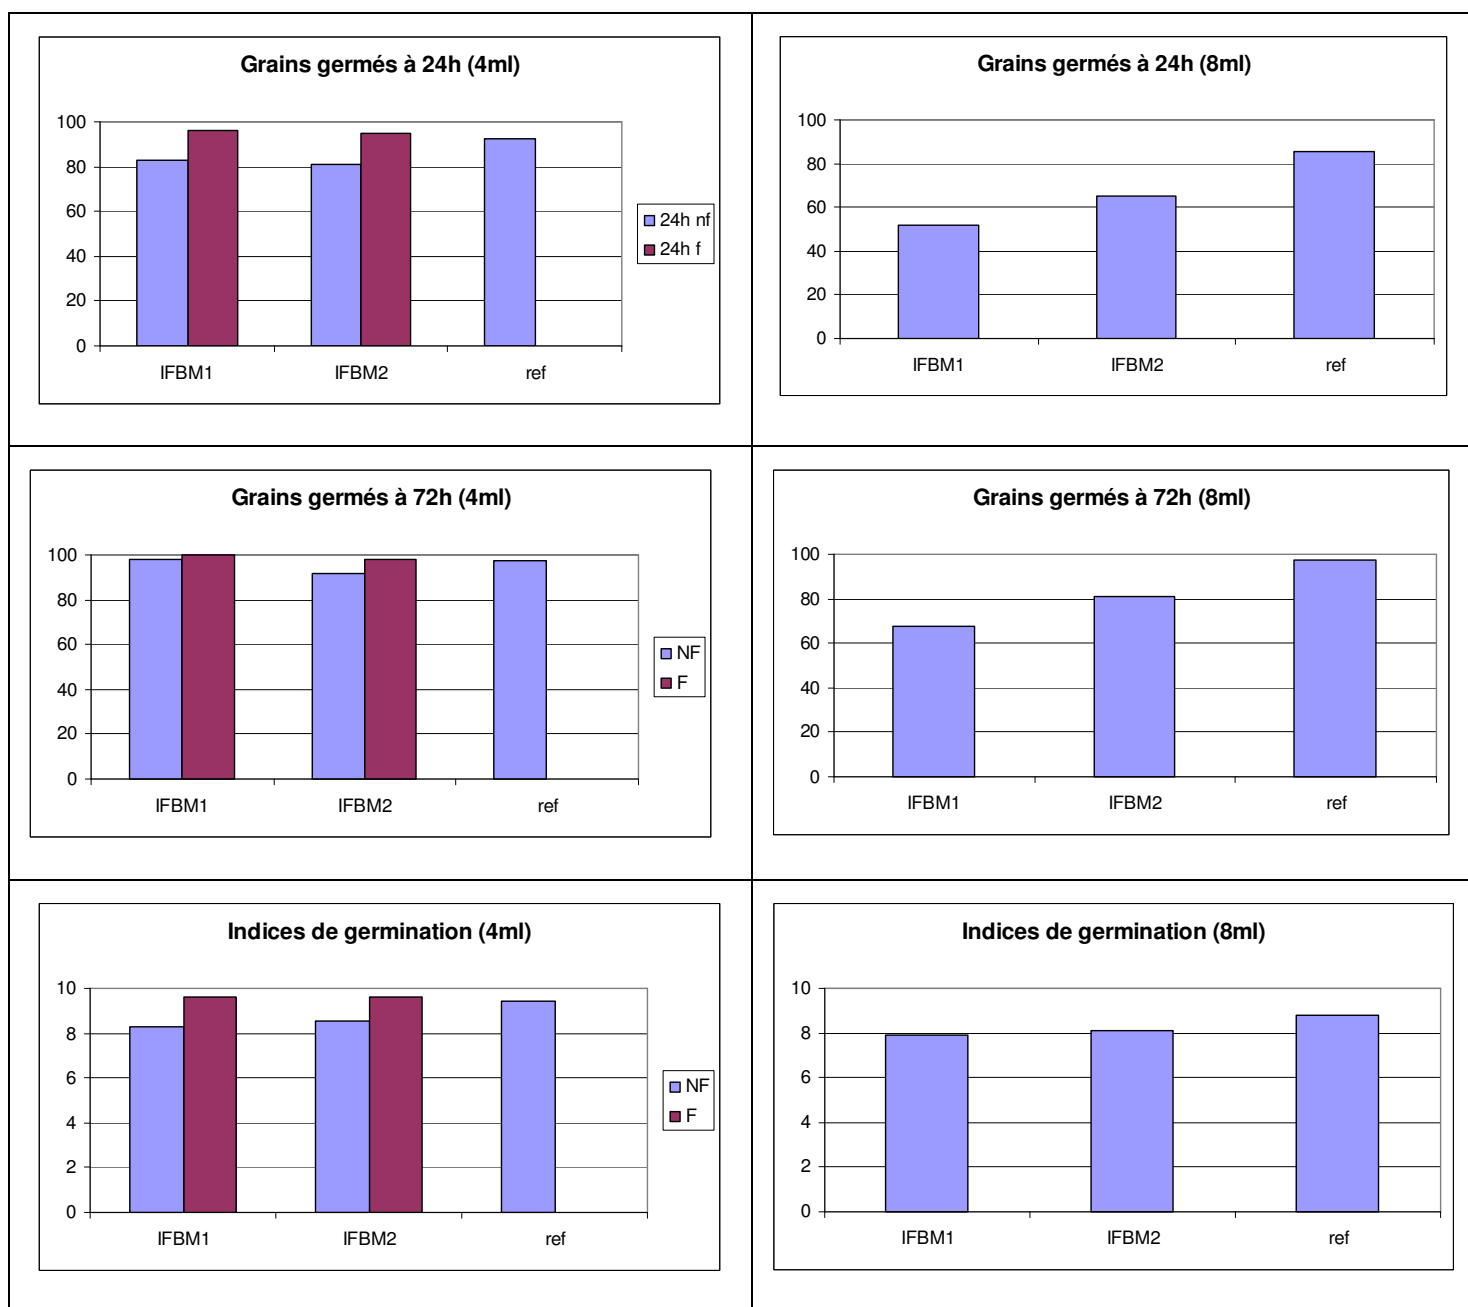 Grains germés à 24h (4ml)
100
80
60
40
20
0
IFBM1 IFBM2 ref
24h nf
24h f
Grains germés à 24h (8ml)
100
80
60
40
20
0
IFBM1 IFBM2 ref
Grains germés à 72h (4ml)
100
80
60
40
20
0
IFBM1 IFBM2 ref
NF
F
Grains germés à 72h (8ml)
100
80
60
40
20
0
IFBM1 IFBM2 ref
Indices de germination (4ml)
10
8
6
4
2
0
IFBM1 IFBM2 ref
NF
F
Indices de germination (8ml)
10
8
6
4
2
0
IFBM1 IFBM2 ref